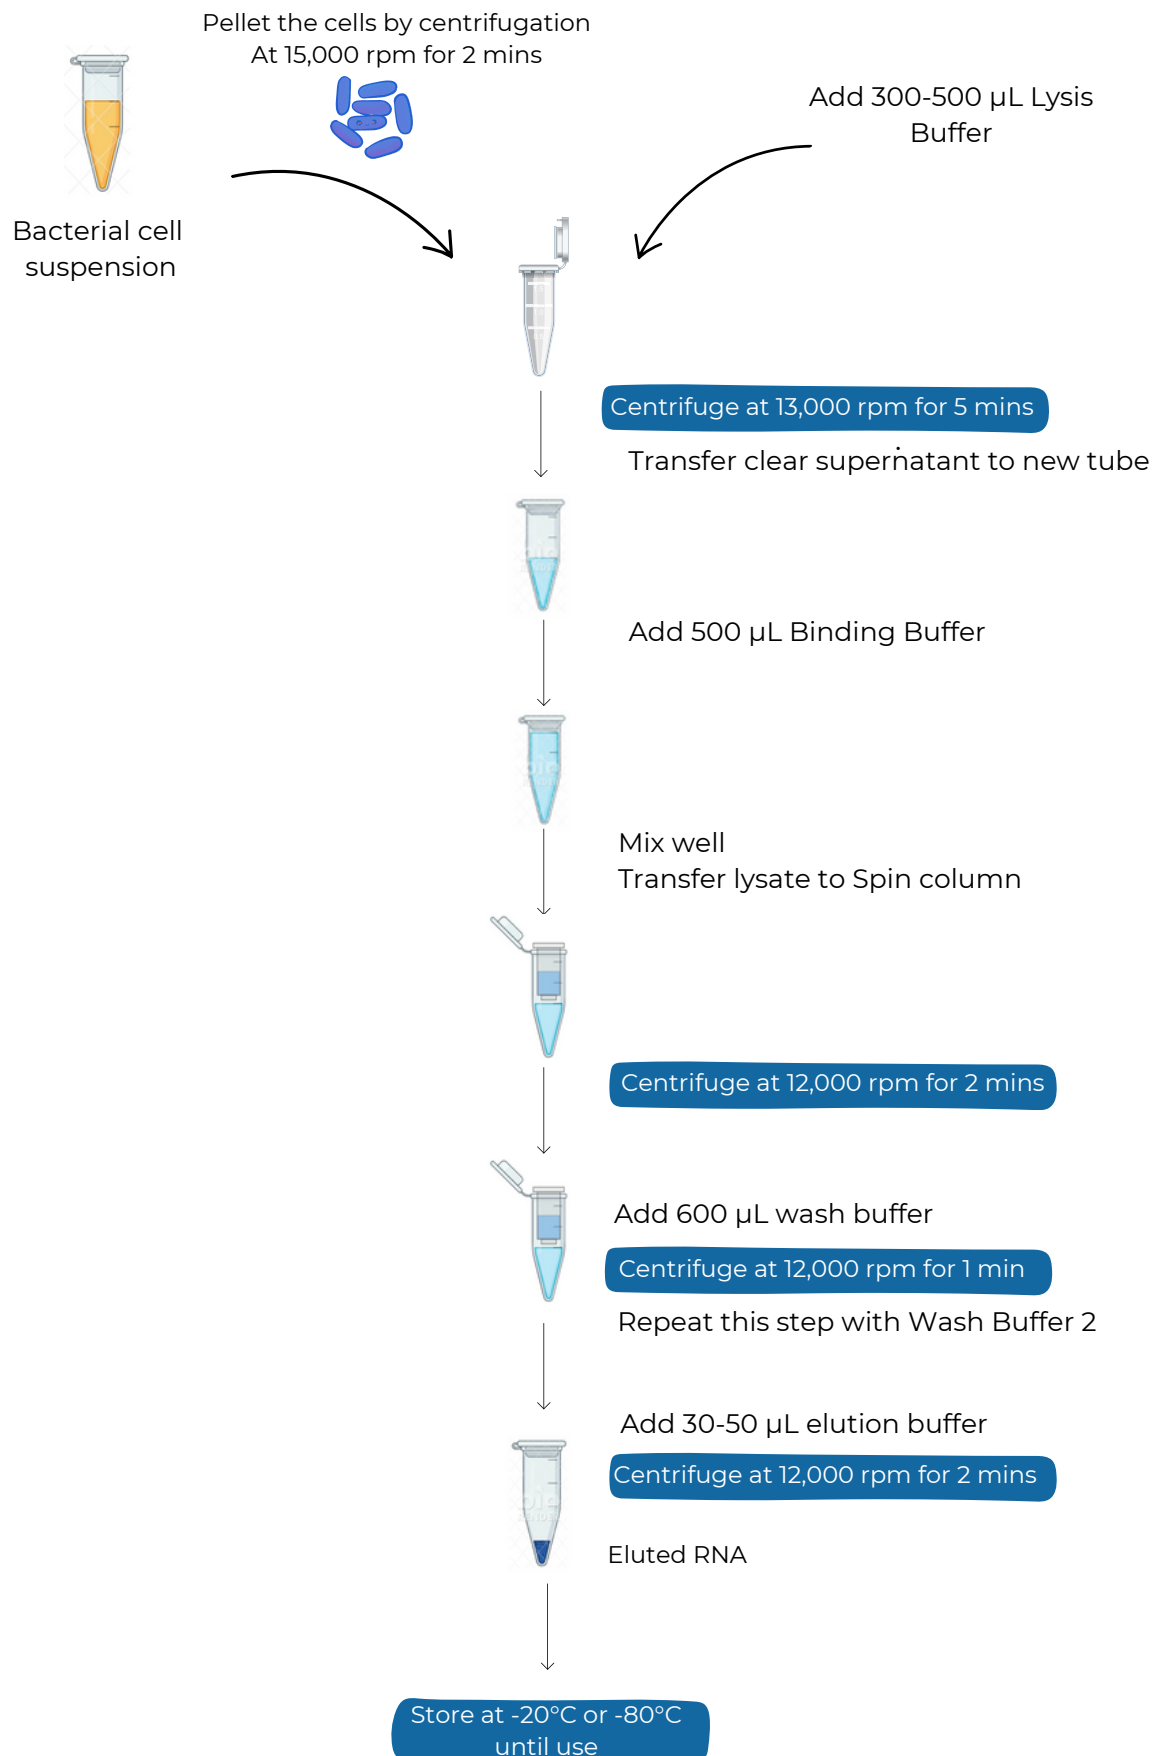 Pellet the cells by centrifugation
At 15,000 rpm for 2 mins
Add 300-500 µL Lysis
Buffer
Bacterial cell
suspension
Centrifuge at 13,000 rpm for 5 mins
Transfer clear supernatant to new tube
Add 500 µL Binding Buffer
Mix well
Transfer lysate to Spin column
Centrifuge at 12,000 rpm for 2 mins
Add 600 µL wash buffer
Centrifuge at 12,000 rpm for 1 min
Repeat this step with Wash Buffer 2
Add 30-50 µL elution buffer
Centrifuge at 12,000 rpm for 2 mins
Eluted RNA
Store at -20°C or -80°C
until use